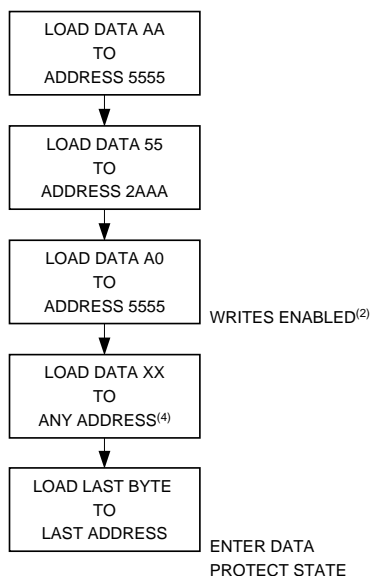 LOAD DATA AA
TO
ADDRESS 5555
LOAD DATA 55
TO
ADDRESS 2AAA
LOAD DATA A0
TO
ADDRESS 5555
WRITES ENABLED(2)
LOAD DATA XX
TO
ANY ADDRESS(4)
LOAD LAST BYTE
TO
LAST ADDRESS
ENTER DATA
PROTECT STATE